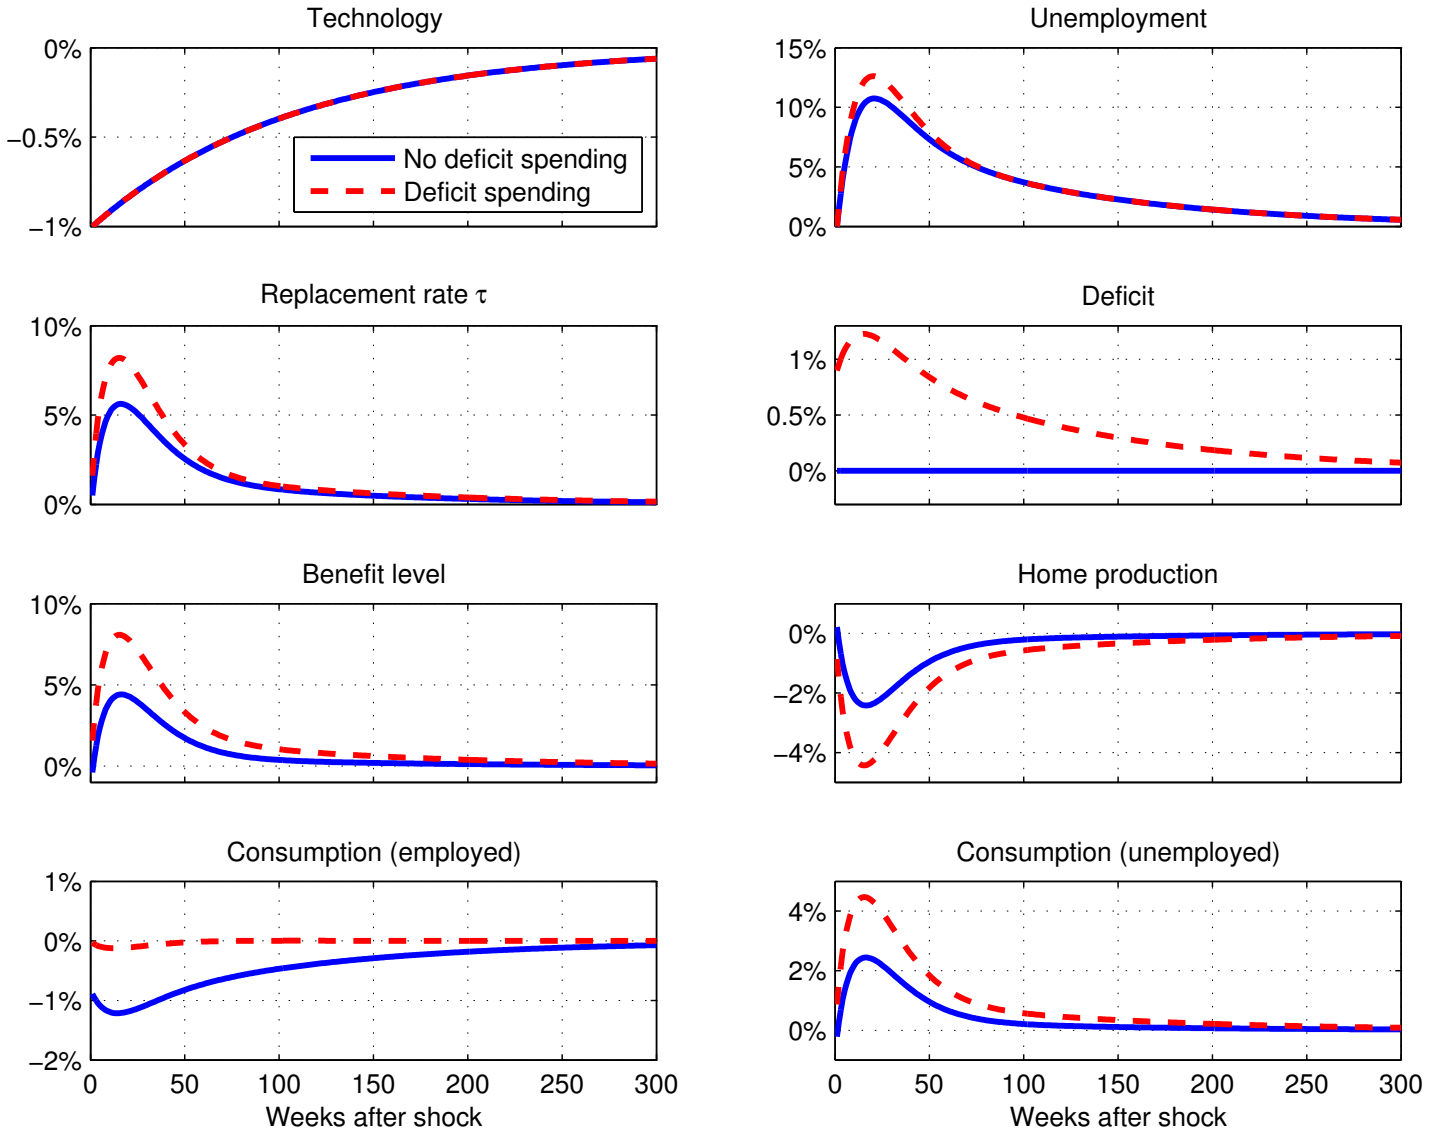 Technology
0%
−0.5%
−1%
No deficit spending
Deficit spending
Unemployment
15%
10%
5%
0%
Replacement rate τ
10%
5%
0%
Deficit
1%
0.5%
0%
Benefit level
10%
5%
0%
Home production
0%
−2%
−4%
Consumption (employed)
1%
0%
−1%
−2%
0 50 100 150 200 250 300
Weeks after shock
Consumption (unemployed)
4%
2%
0%
0 50 100 150 200 250 300
Weeks after shock